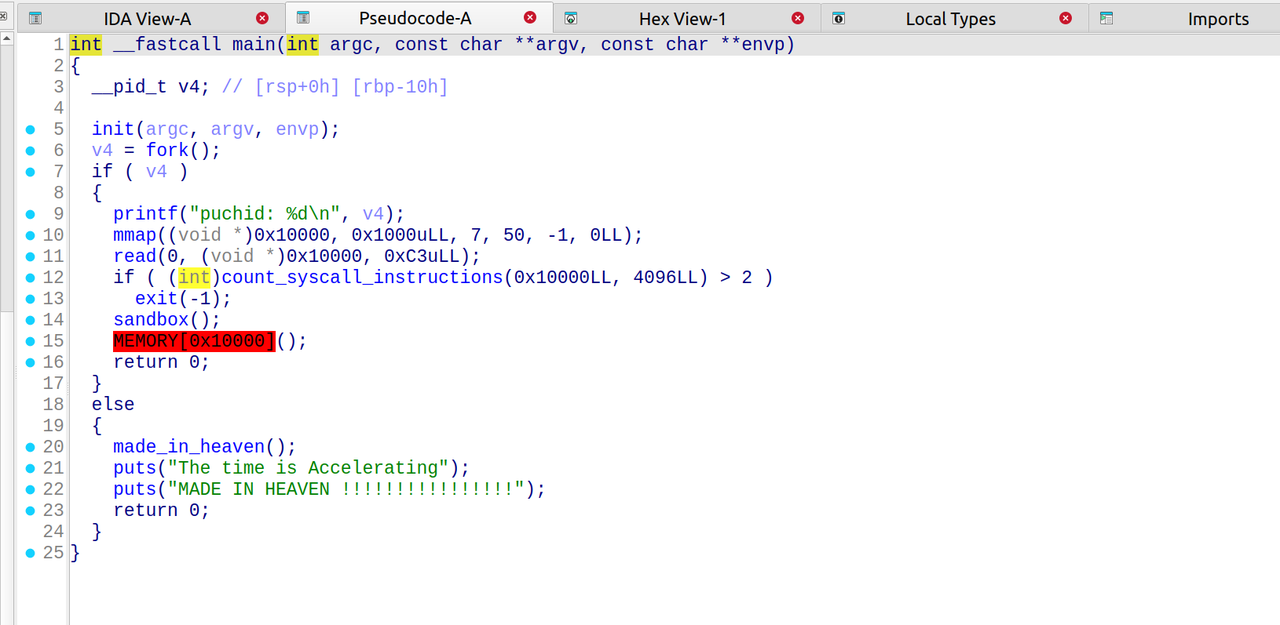 IDA View-A Pseudocode-A Hex View-1 Local Types Imports
1 int __fastcall main(int argc, const char **argv, const char **envp)
2 {
3 __pid_t v4; // [rsp+0h] [rbp-10h]
4
5 init(argc, argv, envp);
6 v4 = fork();
7 if ( v4 )
8 {
9 printf("puchid: %d\n", v4);
10 mmap((void *)0x10000, 0x1000uLL, 7, 50, -1, 0LL);
11 read(0, (void *)0x10000, 0xC3uLL);
12 if ( (int)count_syscall_instructions(0x10000LL, 4096LL) > 2 )
13 exit(-1);
14 sandbox();
15 MEMORY[0x10000]();
16 return 0;
17 }
18 else
19 {
20 made_in_heaven();
21 puts("The time is Accelerating");
22 puts("MADE IN HEAVEN !!!!!!!!!!!!!!!!");
23 return 0;
24 }
25 }